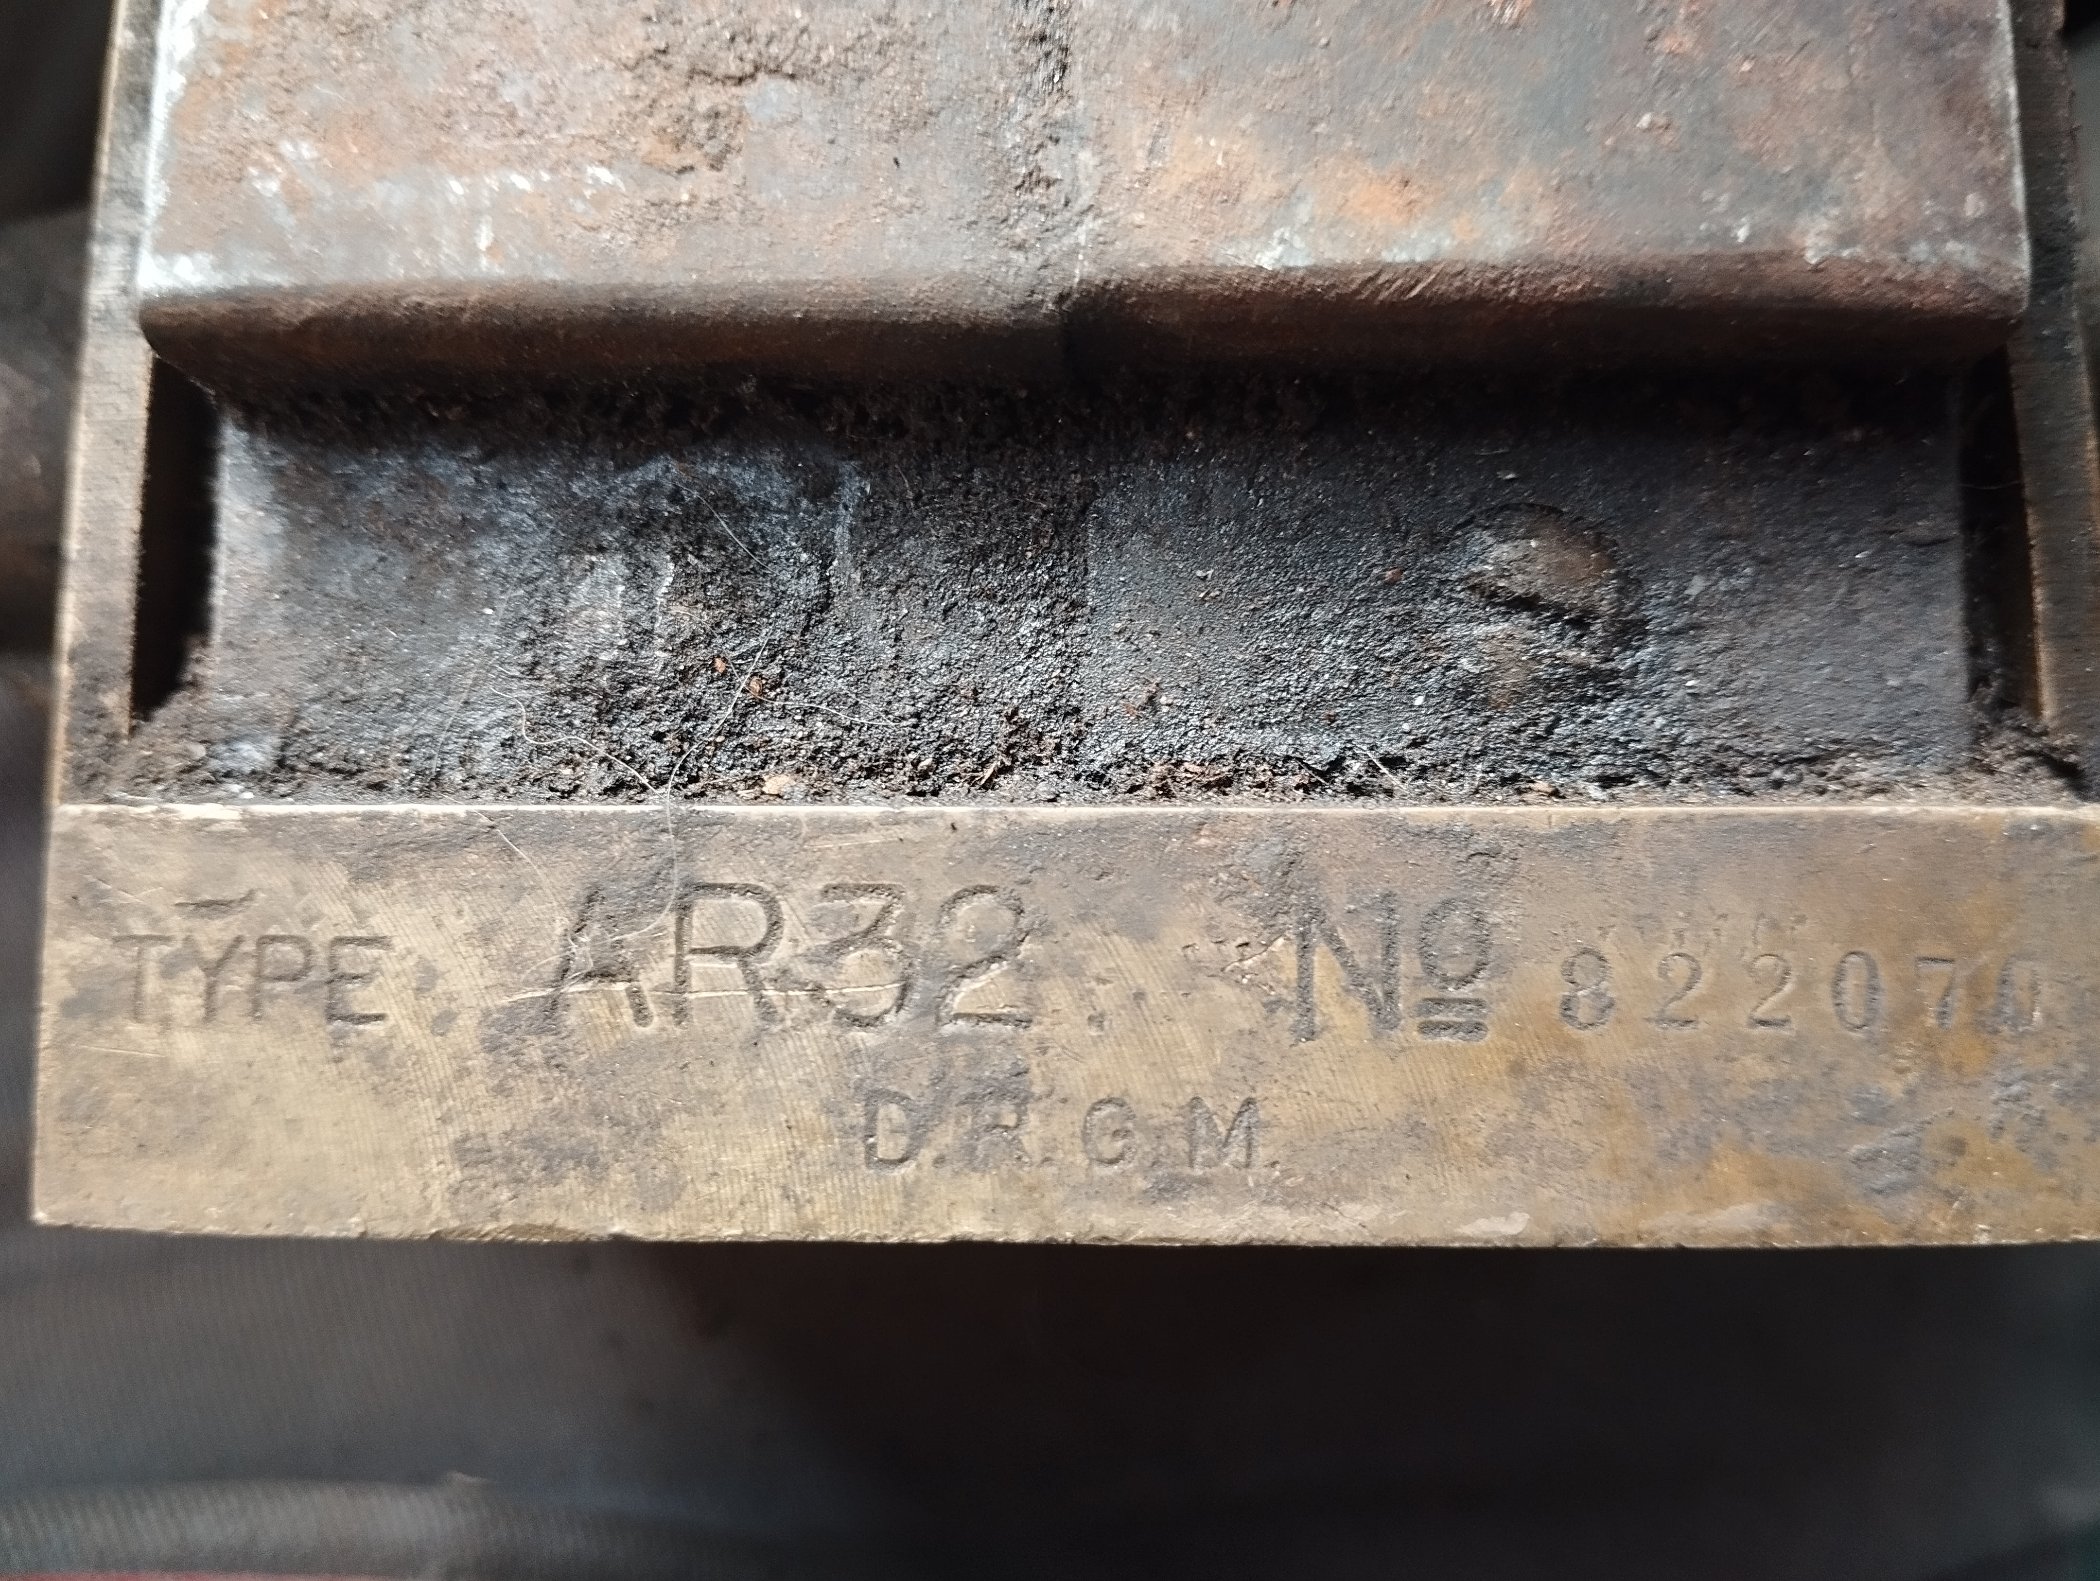 TYPE. AR32. Nº 822070
D.R.G.M.